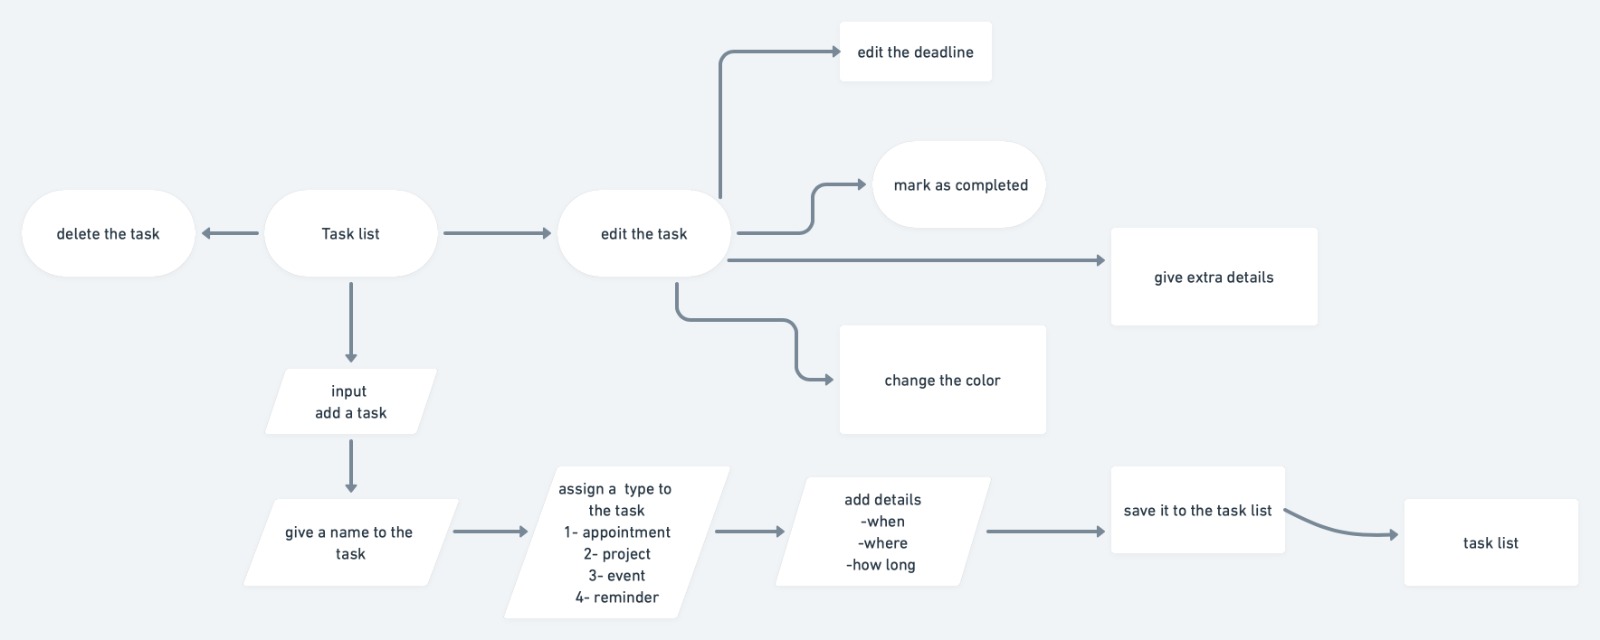 edit the deadline
mark as completed
delete the task
Task list
edit the task
give extra details
change the color
input
add a task
give a name to the
task
assign a  type to
the task
1- appointment
2- project
3- event
4- reminder
add details
-when
-where
-how long
save it to the task list
task list